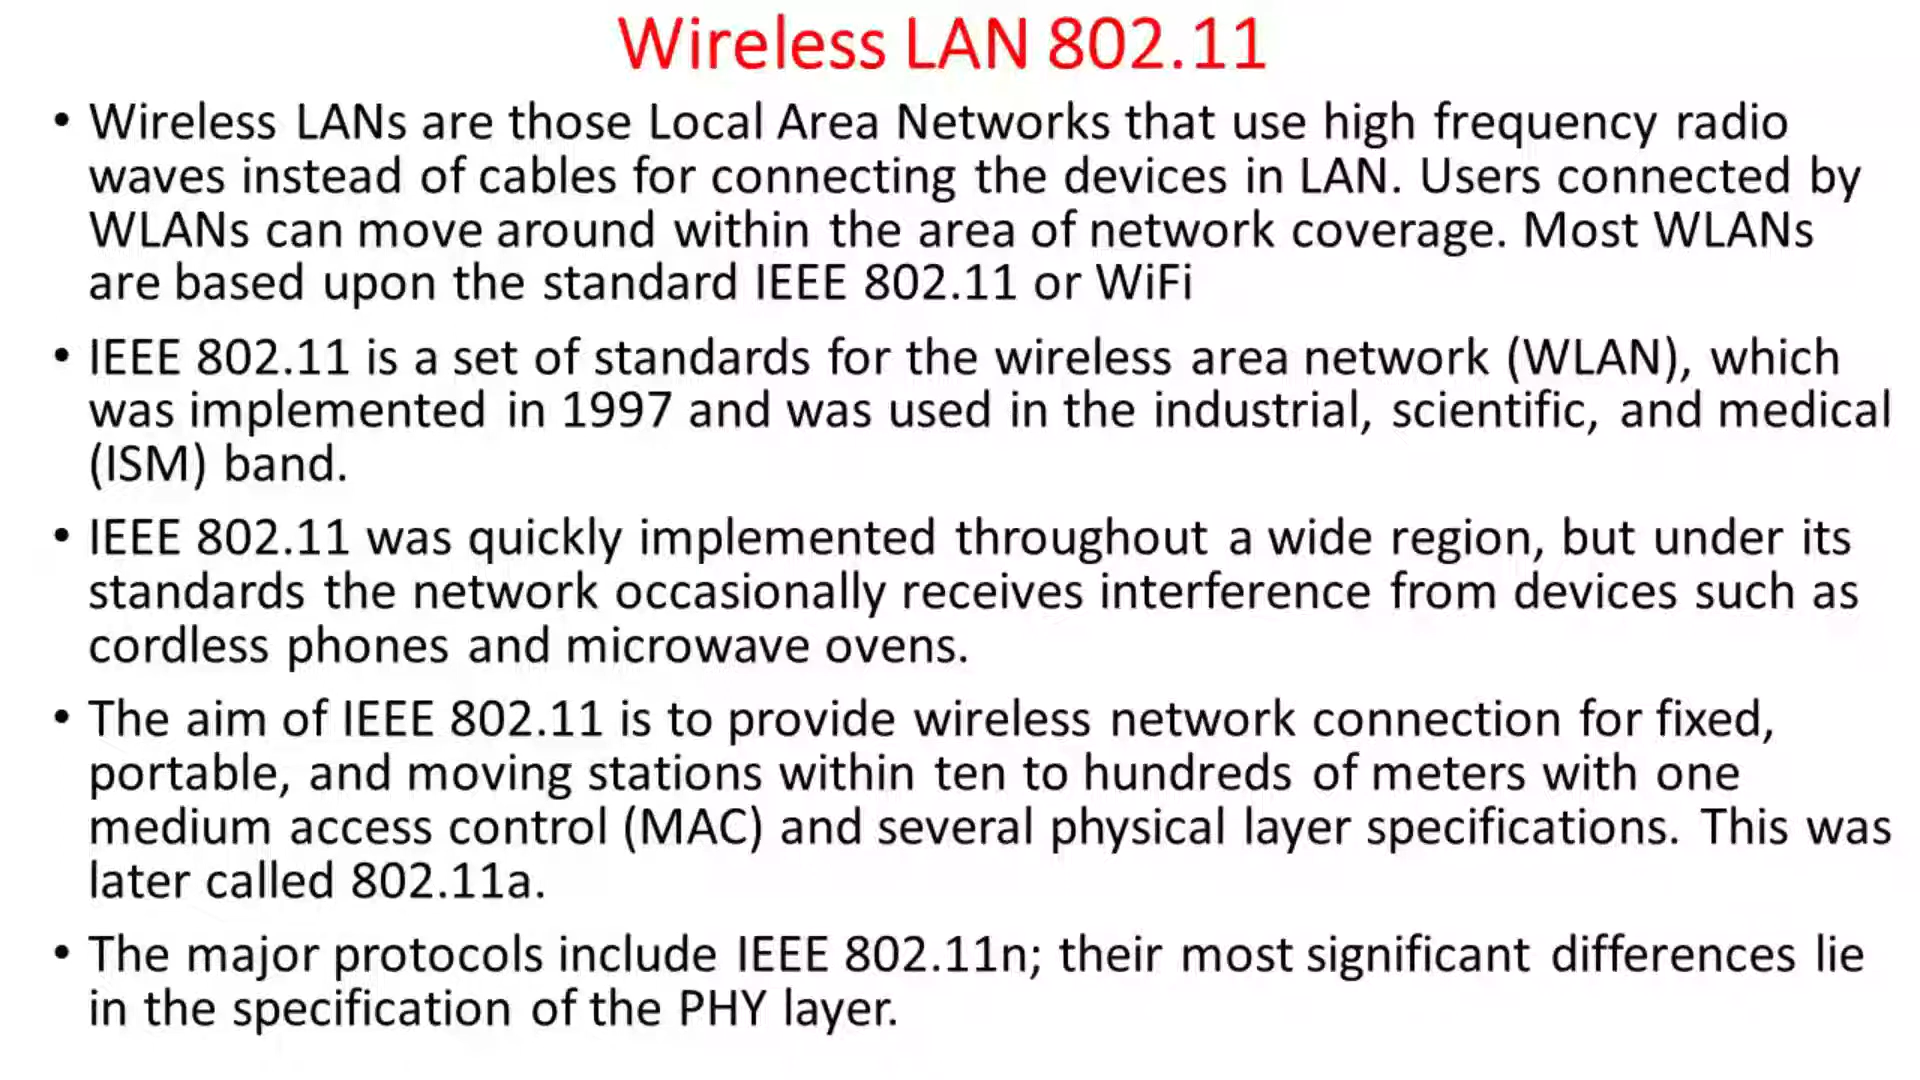 Wireless LAN 802.11
• Wireless LANs are those Local Area Networks that use high frequency radio
waves instead of cables for connecting the devices in LAN. Users connected by
WLANs can move around within the area of network coverage. Most WLANs
are based upon the standard IEEE 802.11 or WiFi
• IEEE 802.11 is a set of standards for the wireless area network (WLAN), which
was implemented in 1997 and was used in the industrial, scientific, and medical
(ISM) band.
• IEEE 802.11 was quickly implemented throughout a wide region, but under its
standards the network occasionally receives interference from devices such as
cordless phones and microwave ovens.
• The aim of IEEE 802.11 is to provide wireless network connection for fixed,
portable, and moving stations within ten to hundreds of meters with one
medium access control (MAC) and several physical layer specifications. This was
later called 802.11a.
• The major protocols include IEEE 802.11n; their most significant differences lie
in the specification of the PHY layer.